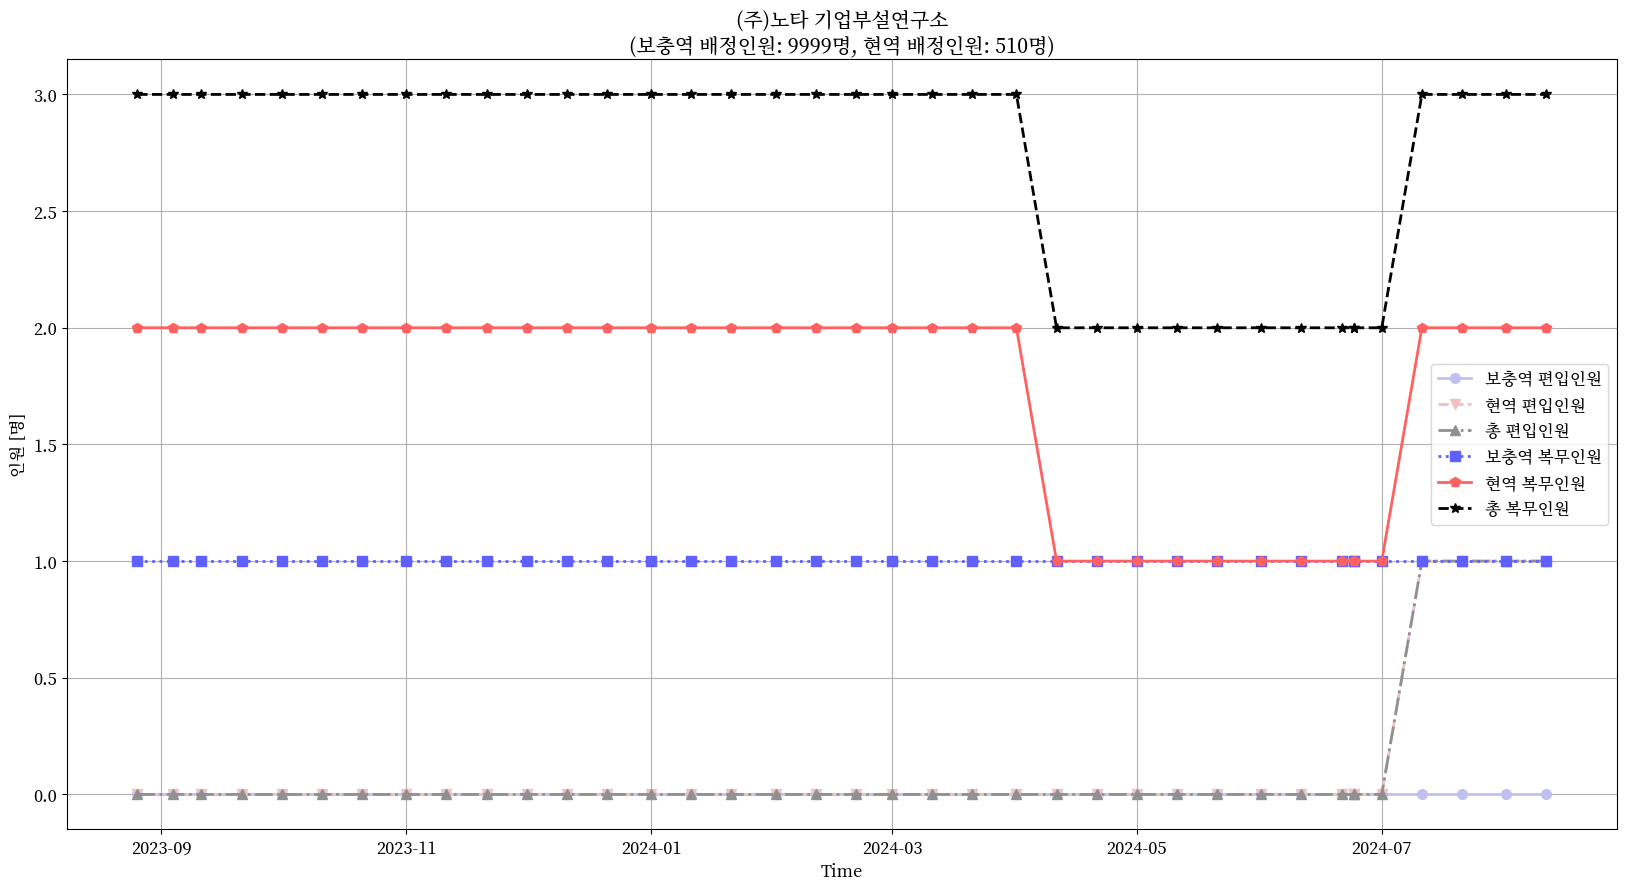 (주)노타 기업부설연구소
(보충역 배정인원: 9999명, 현역 배정인원: 510명)
3.0
2.5
2.0
1.5
1.0
0.5
0.0
인원 [명]
보충역 편입인원
현역 편입인원
총 편입인원
보충역 복무인원
현역 복무인원
총 복무인원
2023-09
2023-11
2024-01
2024-03
2024-05
2024-07
Time